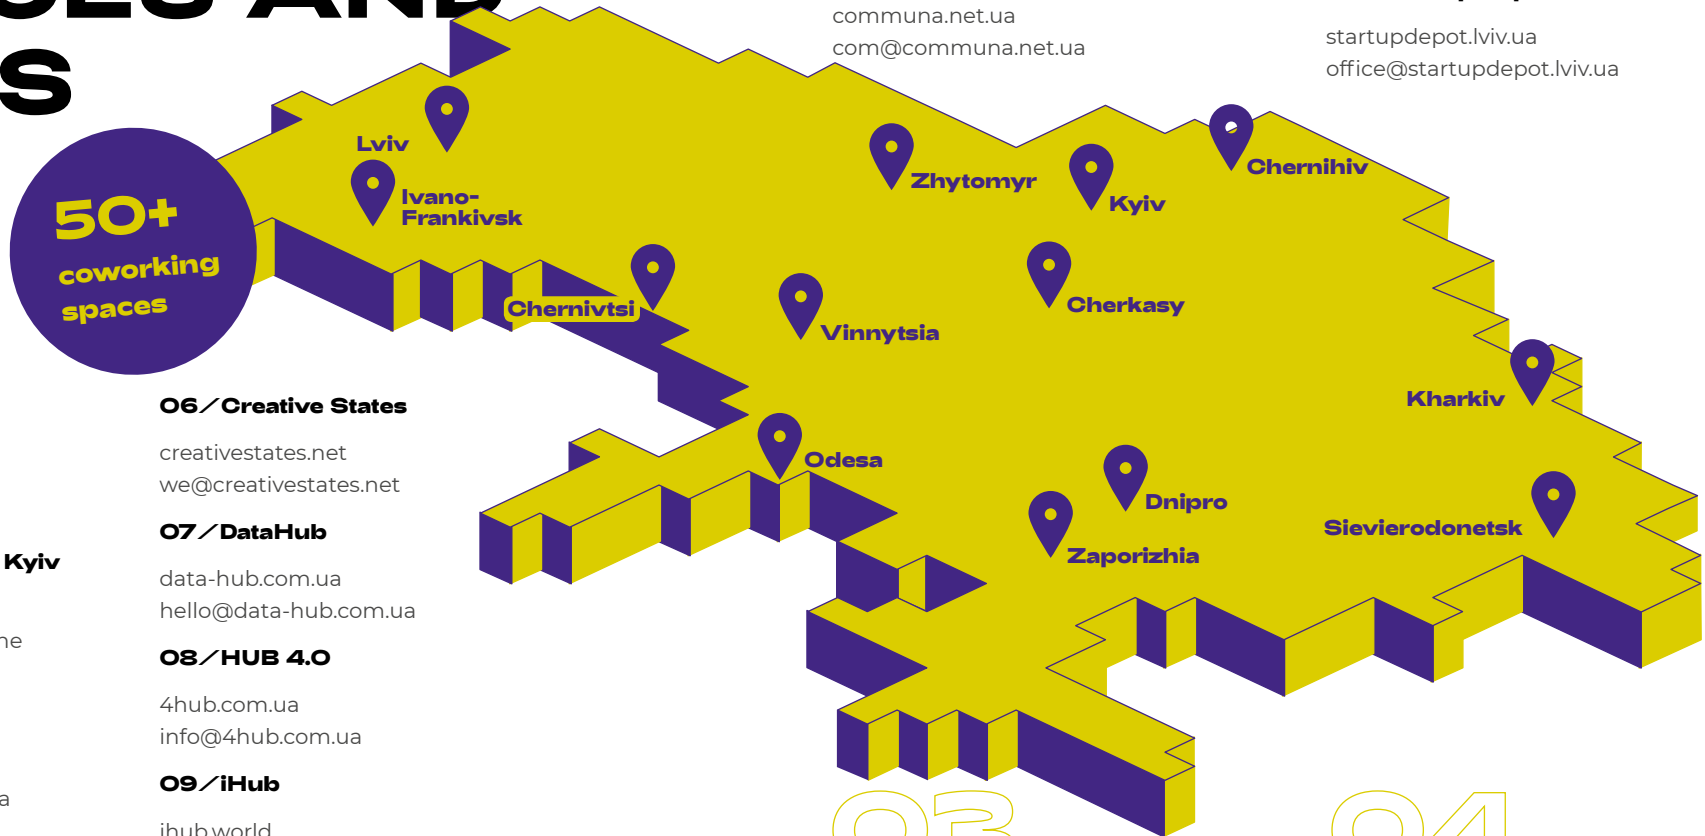 AND
S
communa.net.ua
com@communa.net.ua
startupdepot.lviv.ua
office@startupdepot.lviv.ua
Lviv
Ivano-
Frankivsk
Zhytomyr
Kyiv
Chernihiv
50+
coworking
spaces
Chernivtsi
Vinnytsia
Cherkasy
Kharkiv
Odesa
Dnipro
Zaporizhia
Sievierodonetsk
Kyiv
06/Creative States
creativestates.net
we@creativestates.net
07/DataHub
data-hub.com.ua
hello@data-hub.com.ua
08/HUB 4.0
4hub.com.ua
info@4hub.com.ua
09/iHub
ihub.world
03
04